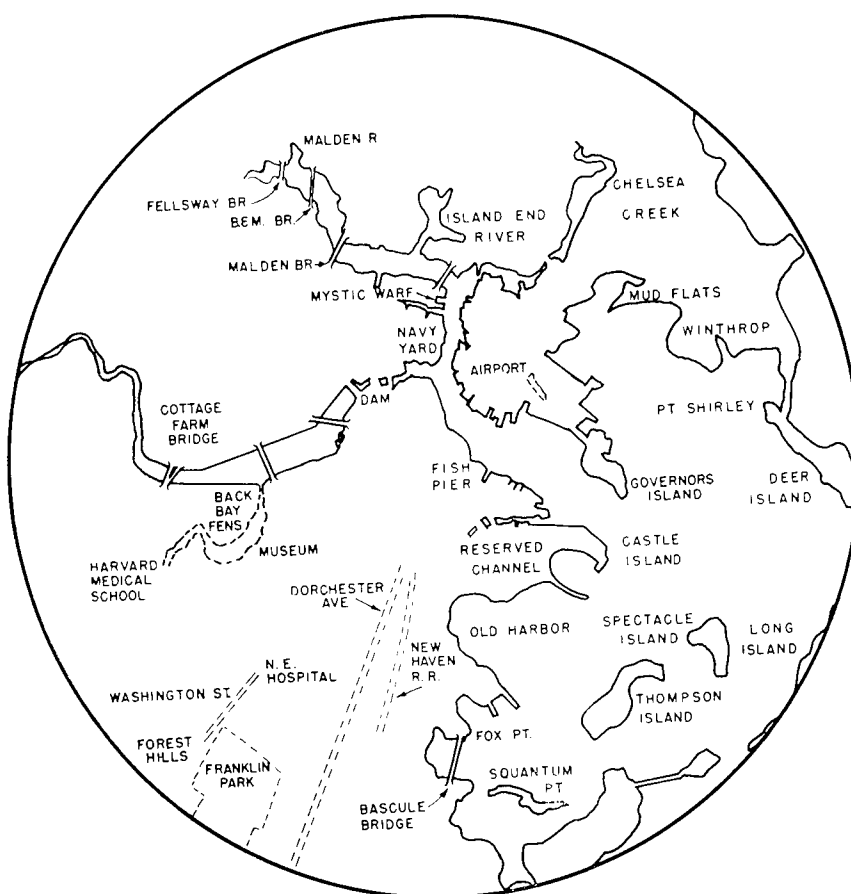 MALDEN R
FELLSWAY BR
B&M. BR.
MALDEN BR
ISLAND END
RIVER
CHELSEA
CREEK
MYSTIC WARF
MUD FLATS
NAVY
YARD
WINTHROP
AIRPORT
DAM
COTTAGE
FARM
BRIDGE
PT SHIRLEY
FISH
PIER
GOVERNORS
ISLAND
DEER
ISLAND
BACK
BAY
FENS
MUSEUM
HARVARD
MEDICAL
SCHOOL
RESERVED
CHANNEL
CASTLE
ISLAND
DORCHESTER
AVE
OLD HARBOR
SPECTACLE
ISLAND
LONG
ISLAND
NEW
HAVEN
R.R.
N.E.
HOSPITAL
WASHINGTON ST.
THOMPSON
ISLAND
FOREST
HILLS
FRANKLIN
PARK
FOX PT.
SQUANTUM
PT
BASCULE
BRIDGE